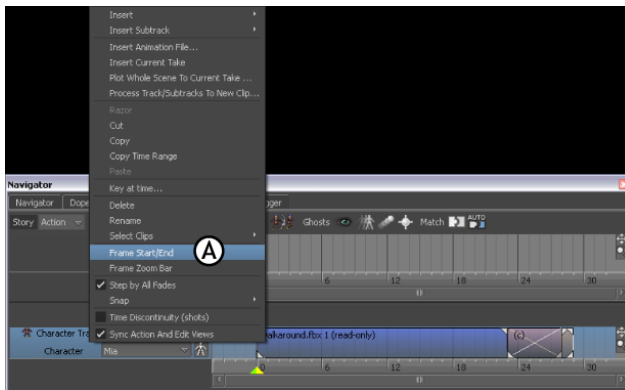 Insert
Insert Subtrack
Insert Animation File...
Insert Current Take
Plot Whole Scene To Current Take ...
Process Track/Subtracks To New Clip...
Razor
Cut
Copy
Copy Time Range
Paste
Key at time...
Delete
Rename
Select Clips
Frame Start/End
A
Frame Zoom Bar
Step by All Fades
Snap
Time Discontinuity (shots)
Sync Action And Edit Views
Navigator
Navigator Dope gger
Story Action Ghosts Match AUTO
6 12 18 24 30
Character Tra alkaround.fbx 1 (read-only) (c)
Character Mia
0 6 12 18 24 30